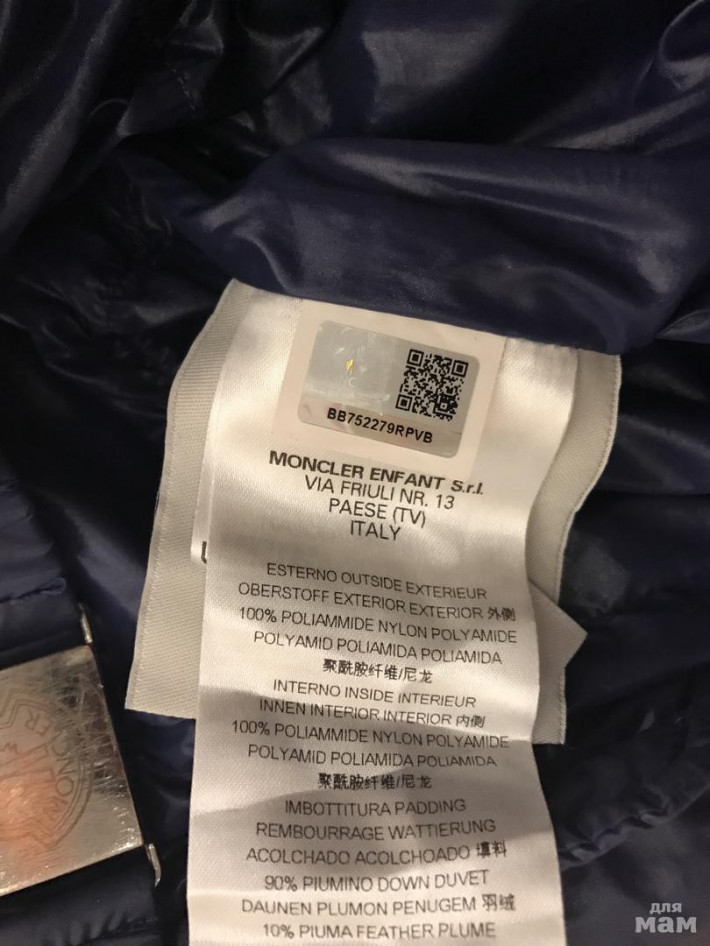 BB752279RPVB
MONCLER ENFANT S.r.l.
VIA FRIULI NR. 13
PAESE (TV)
ITALY
ESTERNO OUTSIDE EXTERIEUR
OBERSTOFF EXTERIOR EXTERIOR 外侧
100% POLIAMMIDE NYLON POLYAMIDE
POLYAMID POLIAMIDA POLIAMIDA
聚酰胺纤维/尼龙
INTERNO INSIDE INTERIEUR
INNEN INTERIOR INTERIOR 内侧
100% POLIAMMIDE NYLON POLYAMIDE
POLYAMID POLIAMIDA POLIAMIDA
聚酰胺纤维/尼龙
IMBOTTITURA PADDING
REMBOURRAGE WATTIERUNG
ACOLCHADO ACOLCHOADO 填料
90% PIUMINO DOWN DUVET
DAUNEN PLUMON PENUGEM 羽绒
10% PIUMA FEATHER PLUME
MONCLER
для
мам